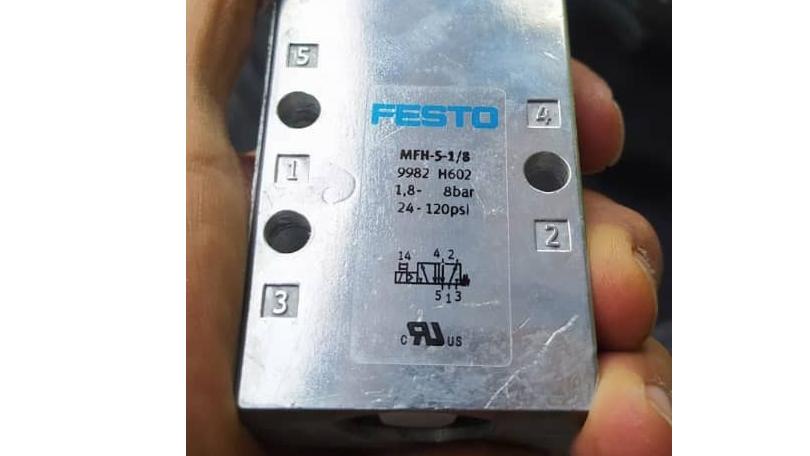 5
FESTO
4
MFH-5-1/8
1
9982 H602
1,8- 8bar
24-120psi
2
14 4 2
3
5 1 3
c RU US